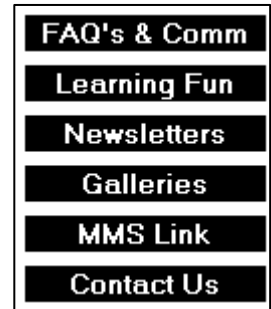 FAQ's & Comm
Learning Fun
Newsletters
Galleries
MMS Link
Contact Us